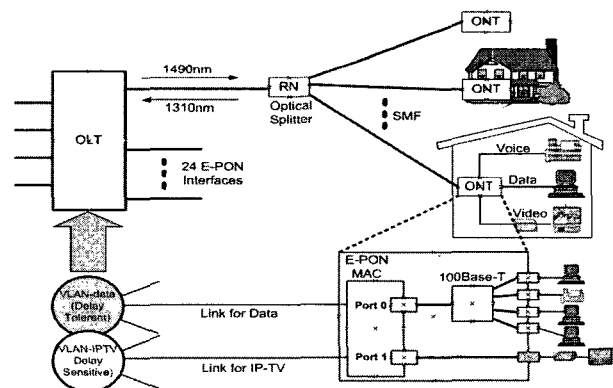 ONT
1490nm
RN
ONT
1310nm
Optical
Splitter
OLT
SMF
Voice
24 E-PON
Interfaces
ONT
Data
Video
E-PON
MAC
100Base-T
VLAN-data
(Delay
Tolerent)
Link for Data
Port 0
VLAN-IPTV
Delay
Sensitive)
Link for IP-TV
Port 1